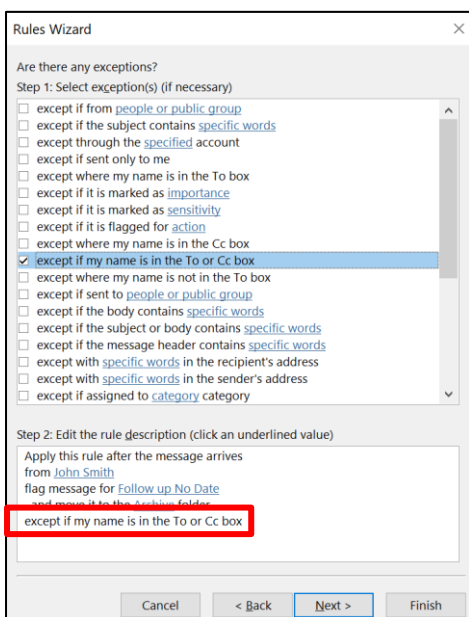 Rules Wizard
Are there any exceptions?
Step 1: Select exception(s) (if necessary)
except if from people or public group
except if the subject contains specific words
except through the specified account
except if sent only to me
except where my name is in the To box
except if it is marked as importance
except if it is marked as sensitivity
except if it is flagged for action
except where my name is in the Cc box
except if my name is in the To or Cc box
except where my name is not in the To box
except if sent to people or public group
except if the body contains specific words
except if the subject or body contains specific words
except if the message header contains specific words
except with specific words in the recipient's address
except with specific words in the sender's address
except if assigned to category category
Step 2: Edit the rule description (click an underlined value)
Apply this rule after the message arrives
from John Smith
flag message for Follow up No Date
and move it to the Archive folder
except if my name is in the To or Cc box
Cancel
< Back
Next >
Finish